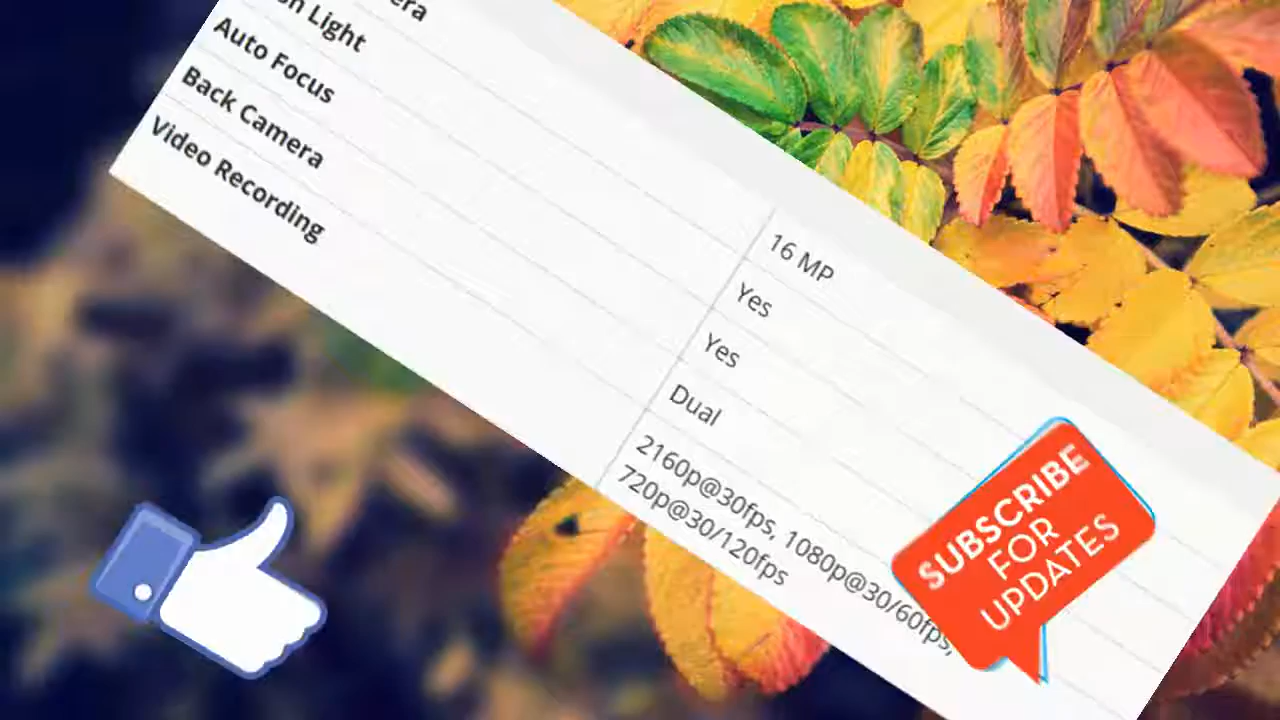 16 MP
Yes
Auto Focus Yes
Back Camera Dual
Video Recording 2160p@30fps, 1080p@30/60fps,
720p@30/120fps
Light
SUBSCRIBE
FOR
UPDATES